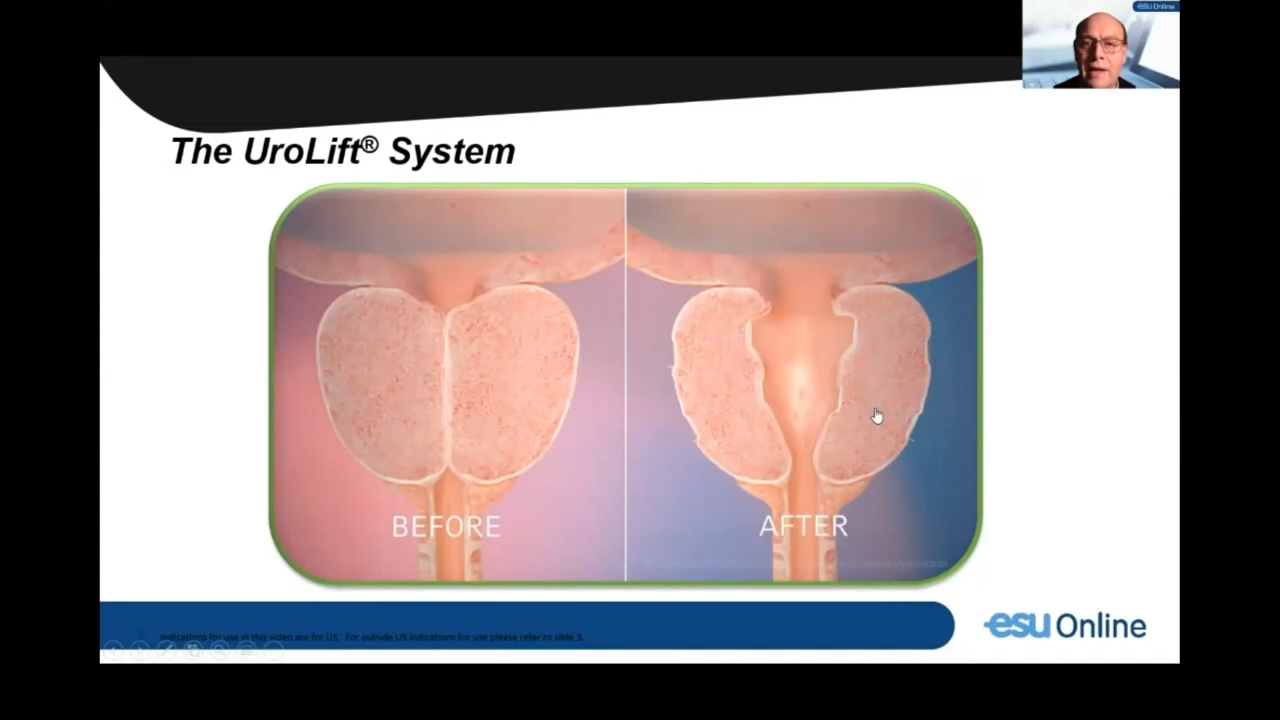 esu Online
The UroLift® System
BEFORE
AFTER
Indications for use in this video are for US. For outside US indications for use please refer to slide 3.
esu Online